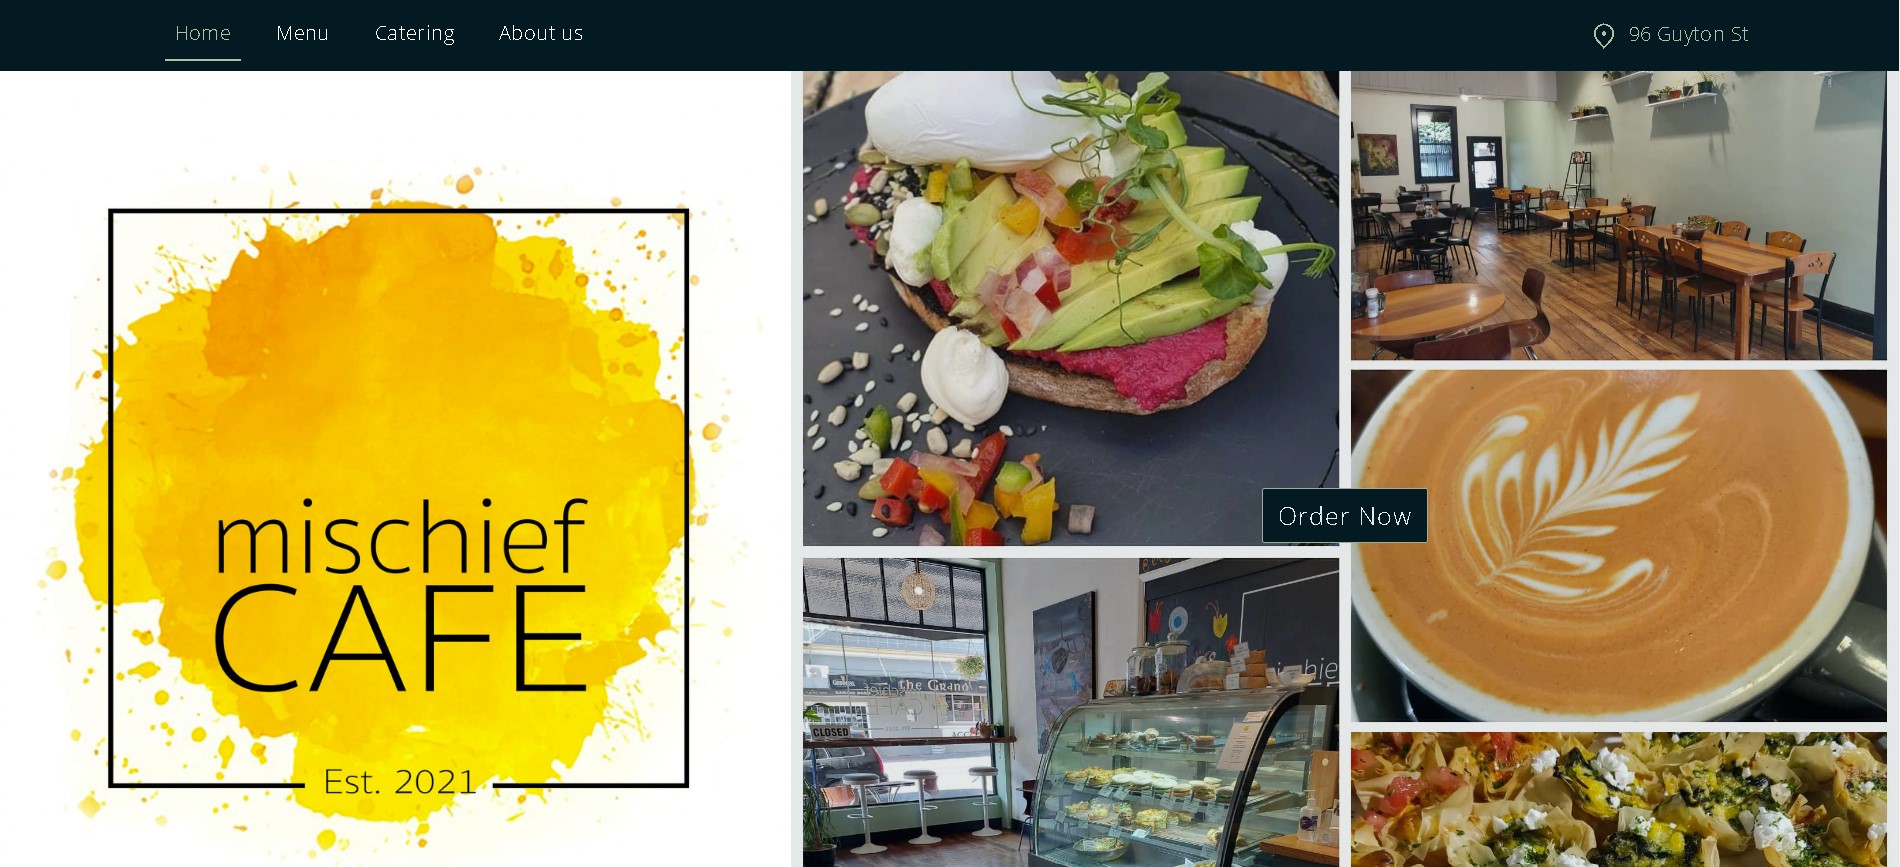 Home Menu Catering About us 96 Guyton St
mischief
CAFE
Est. 2021
Order Now
the Grand
CLOSED